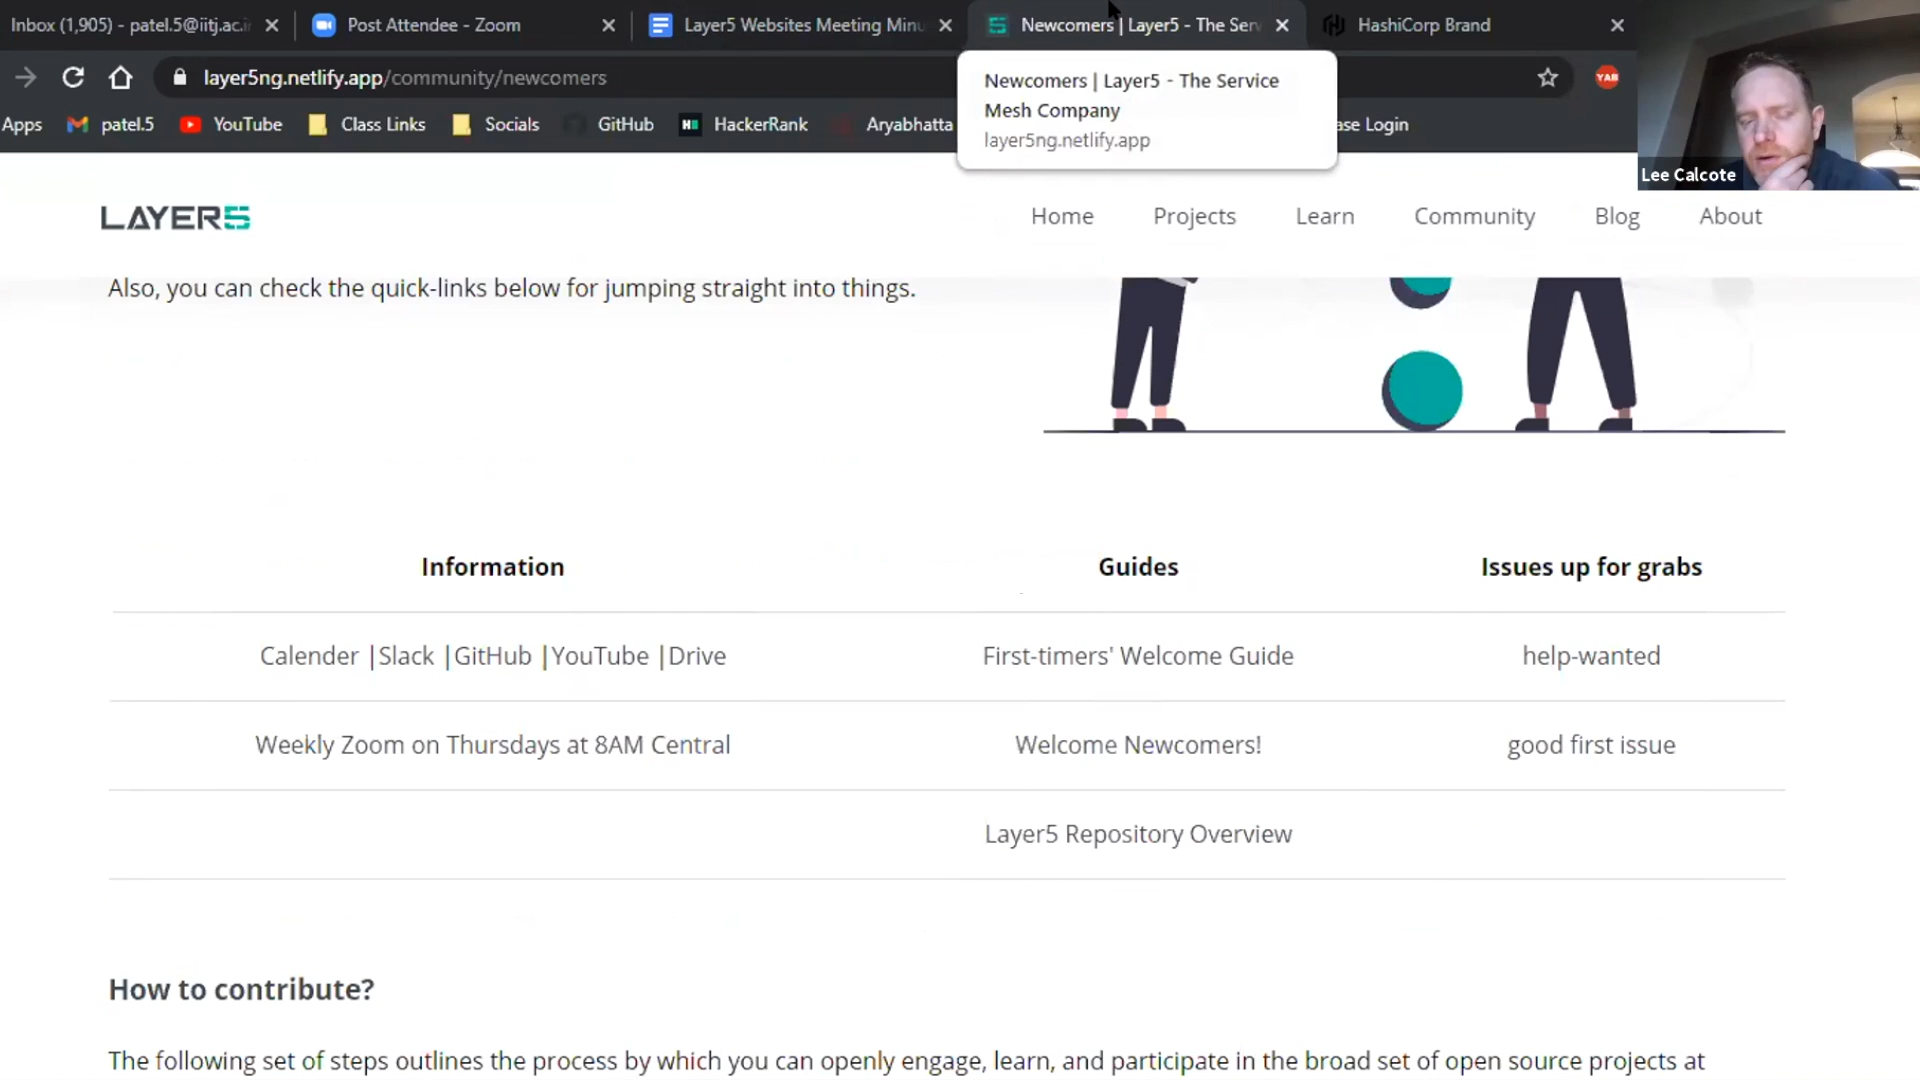 Inbox (1,905) - patel.5@iitj.ac.i
Post Attendee - Zoom
Layer5 Websites Meeting Minu
Newcomers | Layer5 - The Serv
HashiCorp Brand
layer5ng.netlify.app/community/newcomers
Newcomers | Layer5 - The Service
Mesh Company
layer5ng.netlify.app
YAB
Apps
patel.5
YouTube
Class Links
Socials
GitHub
HackerRank
Aryabhatta
ase Login
Lee Calcote
LAYER5
Home
Projects
Learn
Community
Blog
About
Also, you can check the quick-links below for jumping straight into things.
Information
Guides
Issues up for grabs
Calender |Slack |GitHub |YouTube |Drive
First-timers' Welcome Guide
help-wanted
Weekly Zoom on Thursdays at 8AM Central
Welcome Newcomers!
good first issue
Layer5 Repository Overview
How to contribute?
The following set of steps outlines the process by which you can openly engage, learn, and participate in the broad set of open source projects at